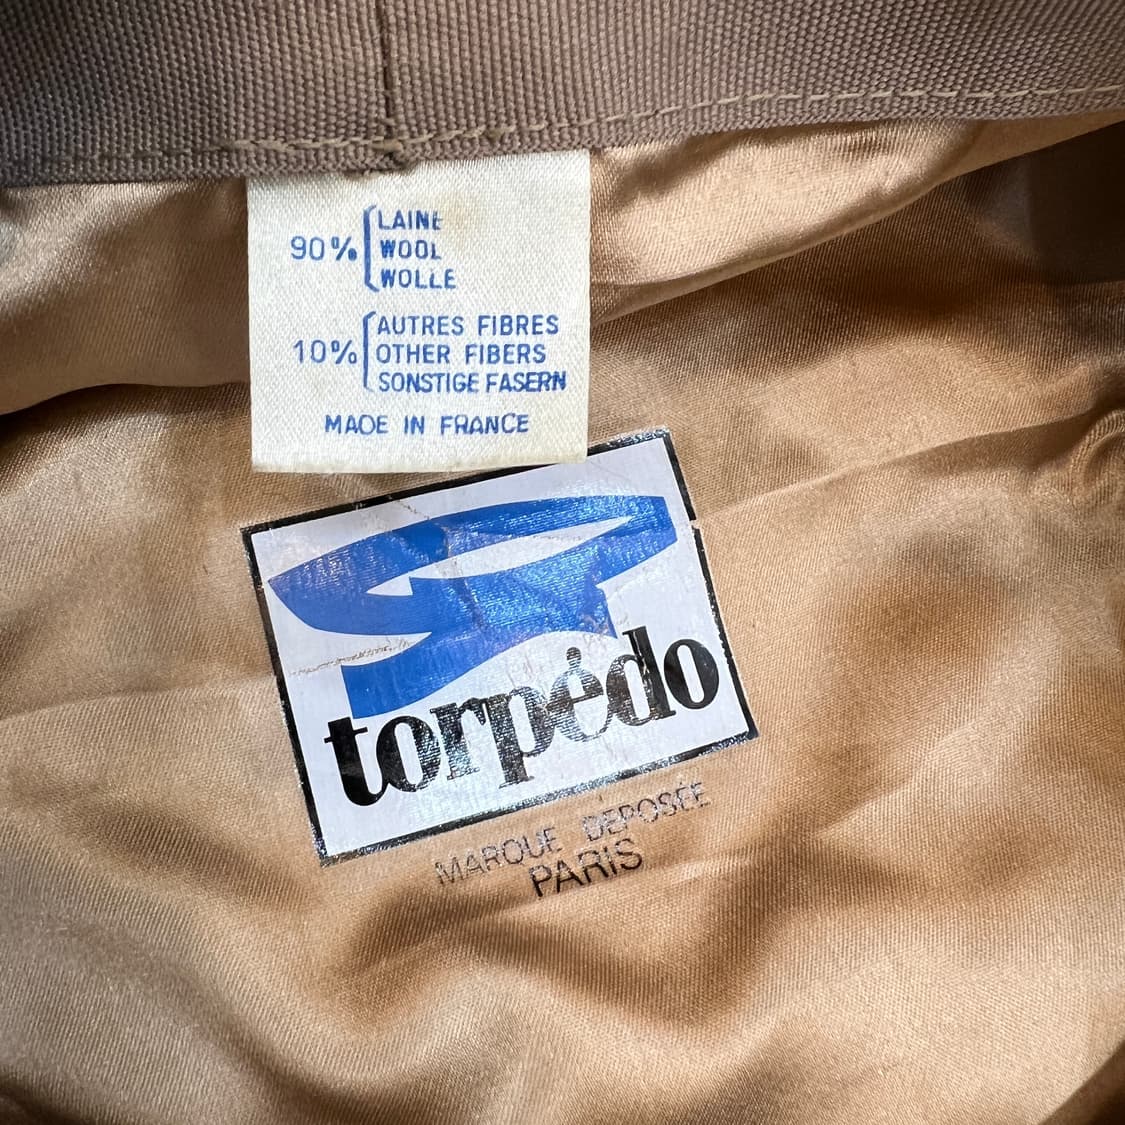 90% LAINE
WOOL
WOLLE
10% AUTRES FIBRES
OTHER FIBERS
SONSTIGE FASERN
MADE IN FRANCE
torpédo
MARQUE DEPOSÉE
PARIS